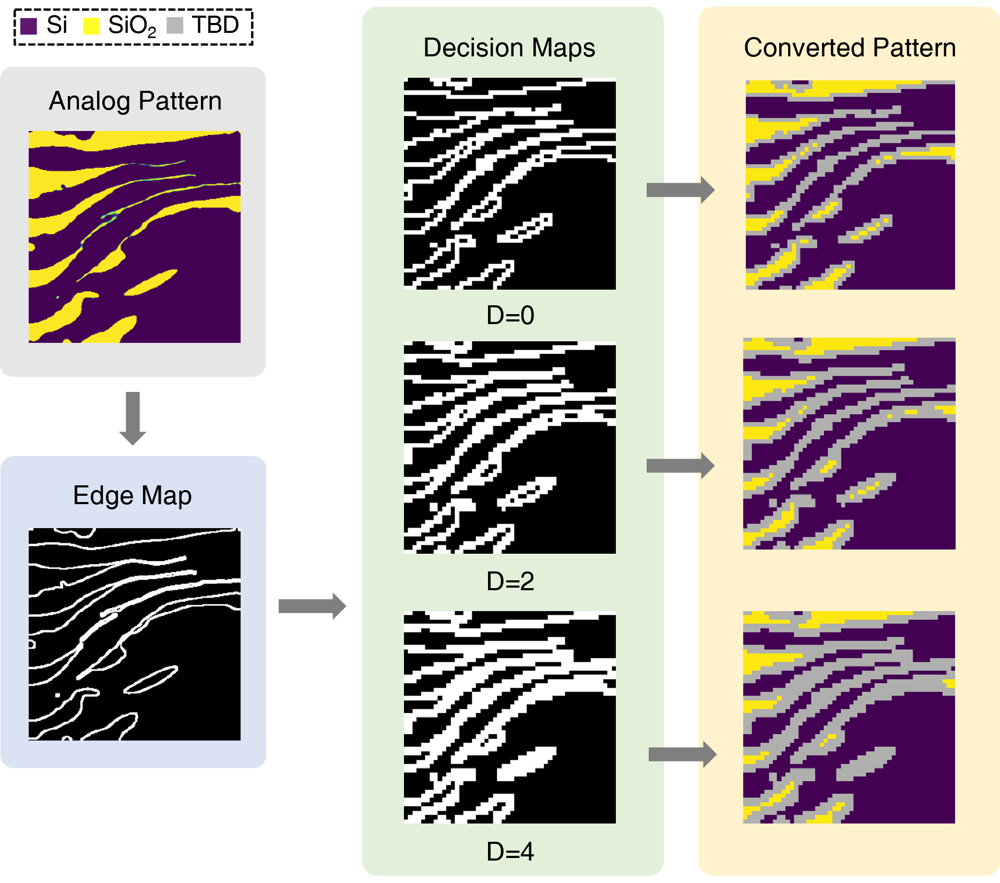 Si SiO₂ TBD
Analog Pattern
Edge Map
Decision Maps
D=0
D=2
D=4
Converted Pattern